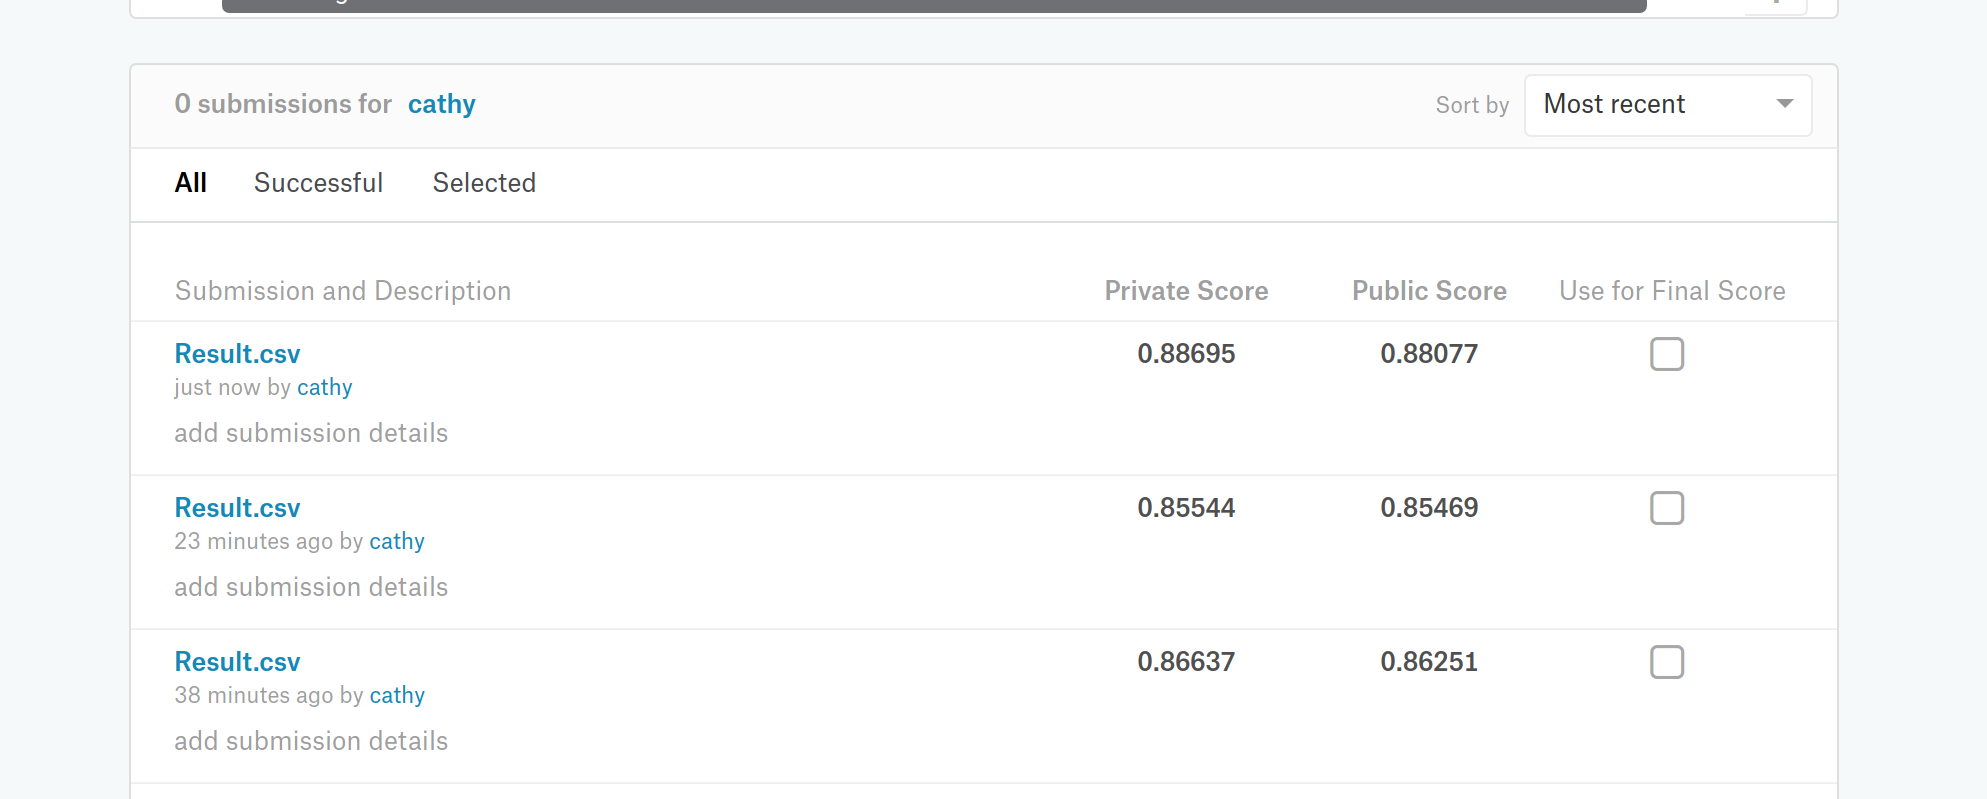 0 submissions for cathy
Sort by Most recent
All Successful Selected
Submission and Description Private Score Public Score Use for Final Score
Result.csv 0.88695 0.88077
just now by cathy
add submission details
Result.csv 0.85544 0.85469
23 minutes ago by cathy
add submission details
Result.csv 0.86637 0.86251
38 minutes ago by cathy
add submission details